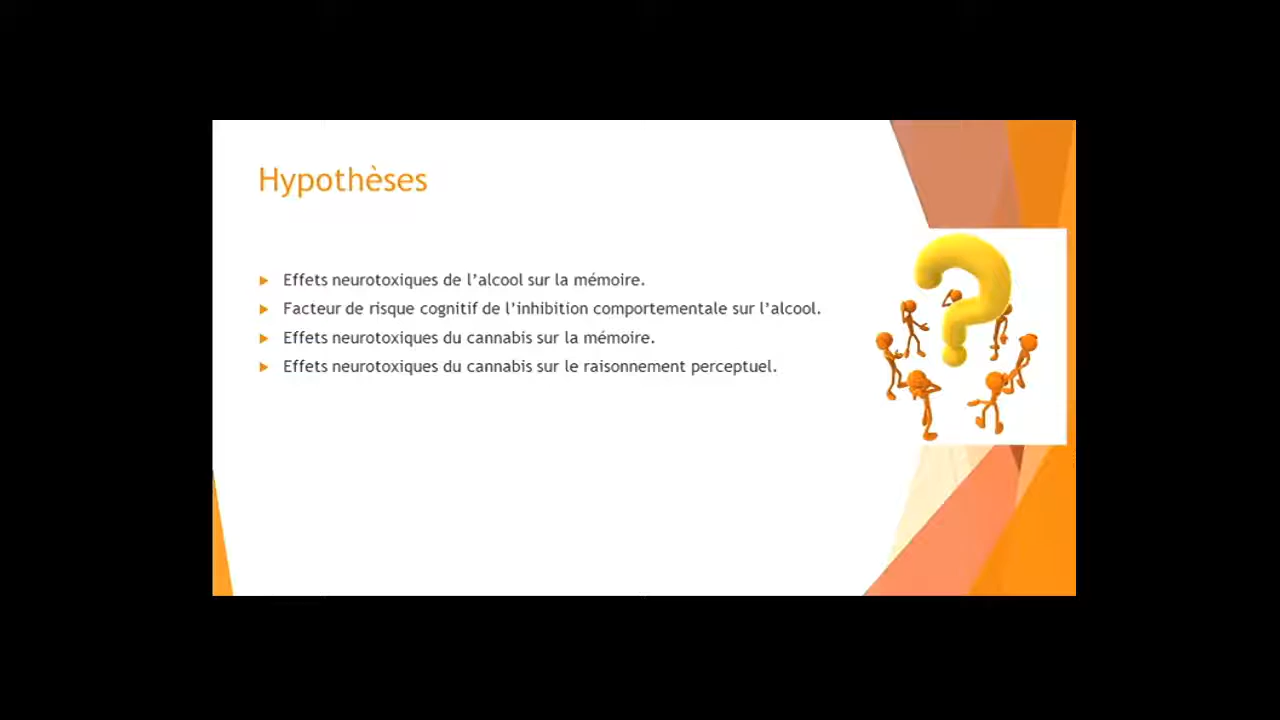 Hypothèses
Effets neurotoxiques de l'alcool sur la mémoire.
Facteur de risque cognitif de l'inhibition comportementale sur l'alcool.
Effets neurotoxiques du cannabis sur la mémoire.
Effets neurotoxiques du cannabis sur le raisonnement perceptuel.